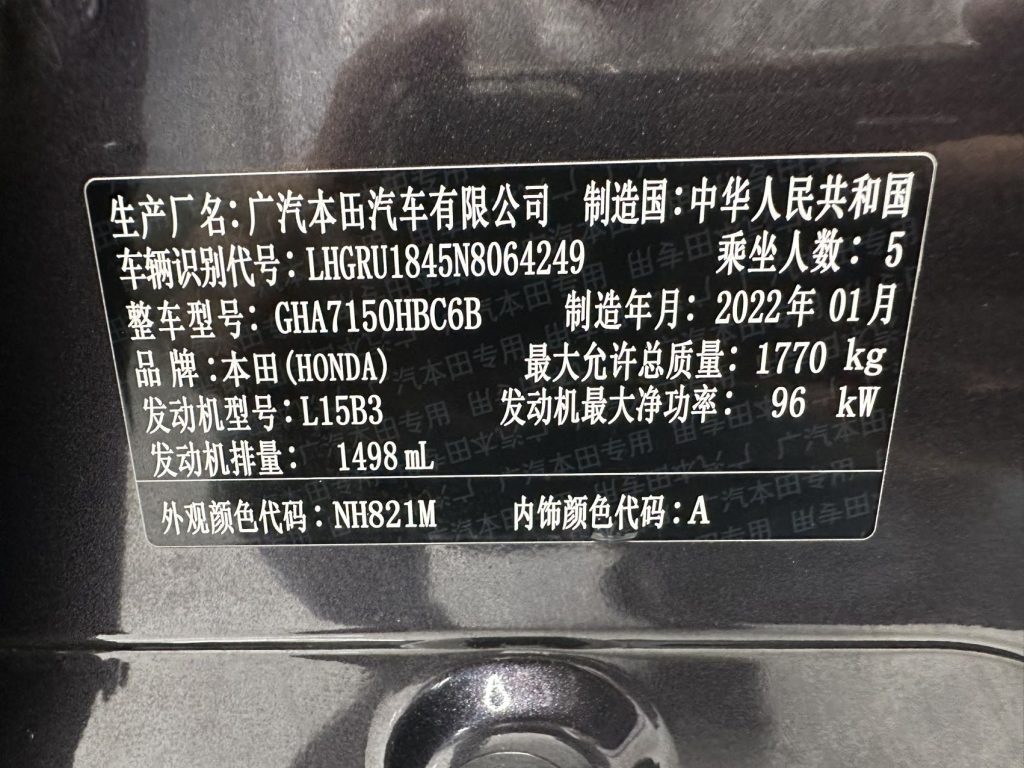 生产厂名:广汽本田汽车有限公司 制造国:中华人民共和国
车辆识别代号:LHGRU1845N8064249 乘坐人数:5
整车型号:GHA7150HBC6B 制造年月:2022年01月
品牌:本田(HONDA) 最大允许总质量:1770 kg
发动机型号:L15B3 发动机最大净功率:96 kW
发动机排量:1498mL
外观颜色代码:NH821M 内饰颜色代码:A